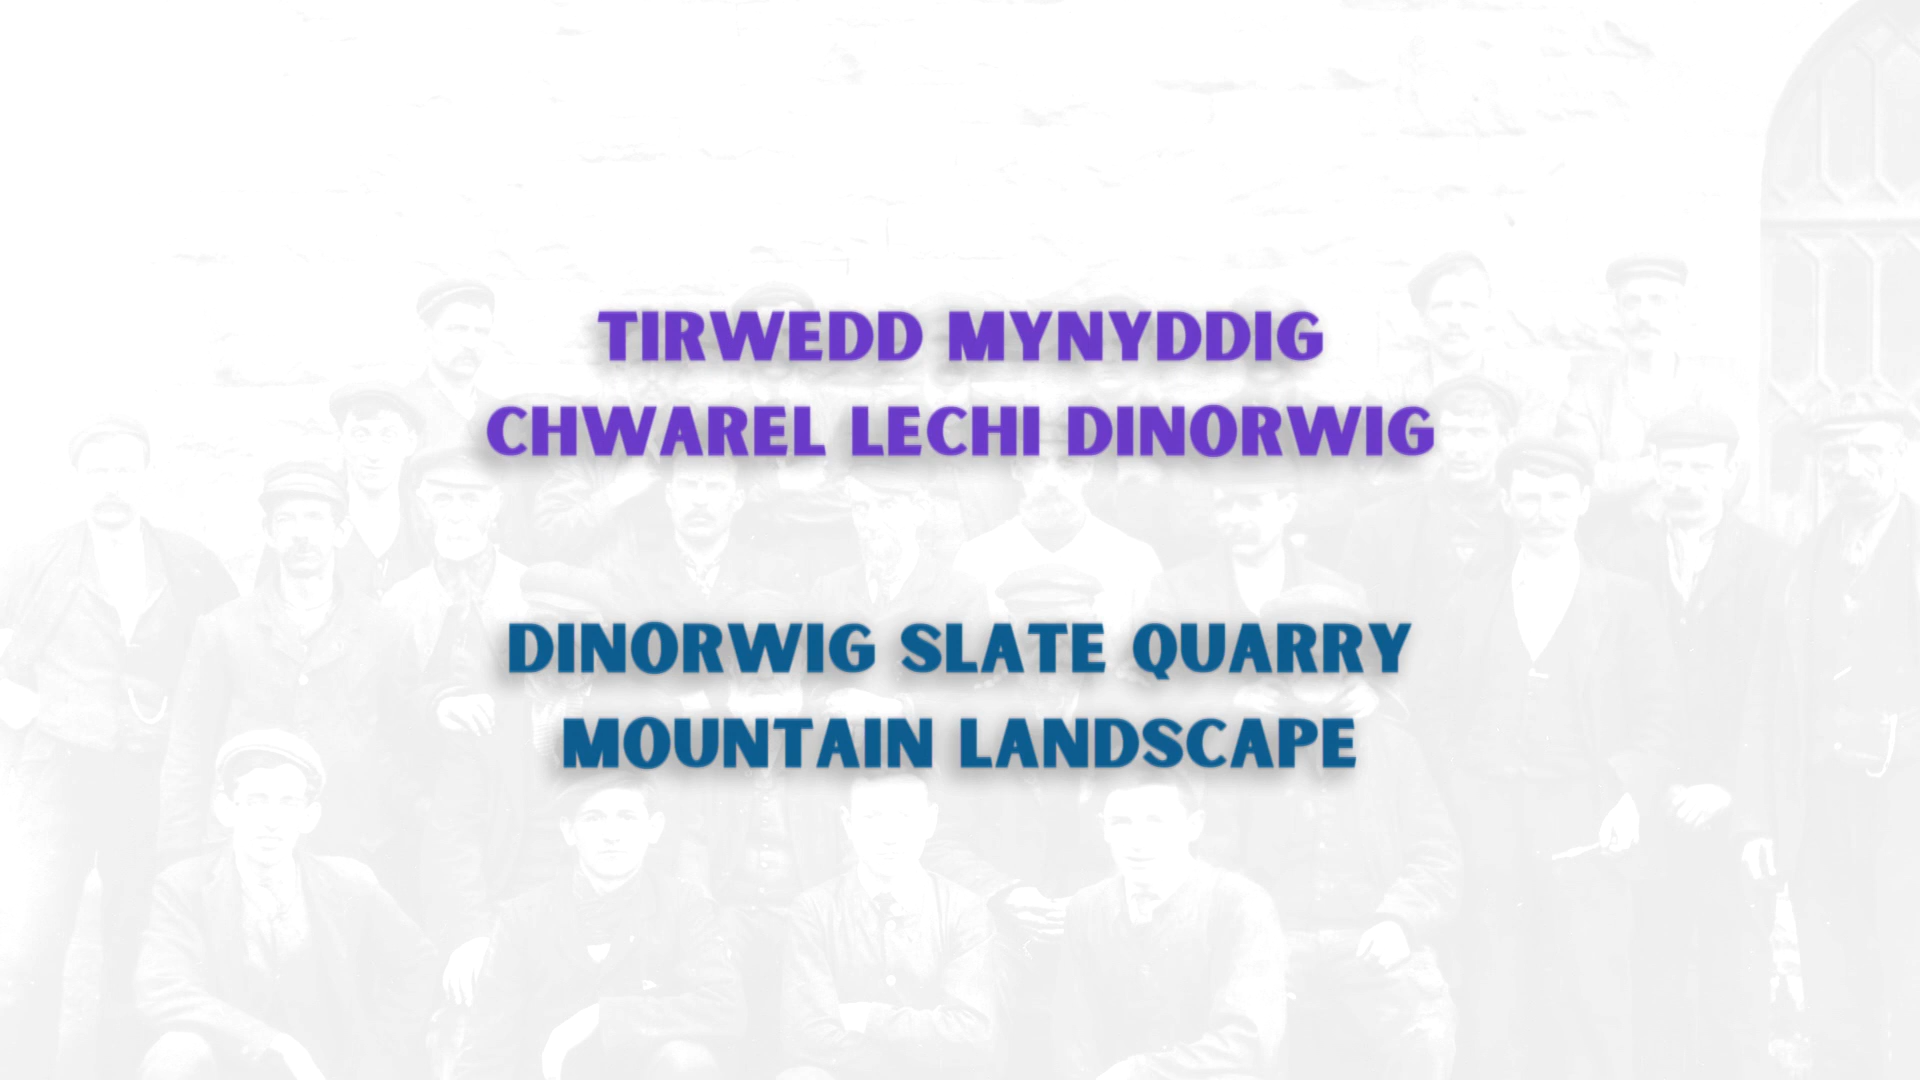 TIRWEDD MYNYDDIG
CHWAREL LECHI DINORWIG
DINORWIG SLATE QUARRY
MOUNTAIN LANDSCAPE